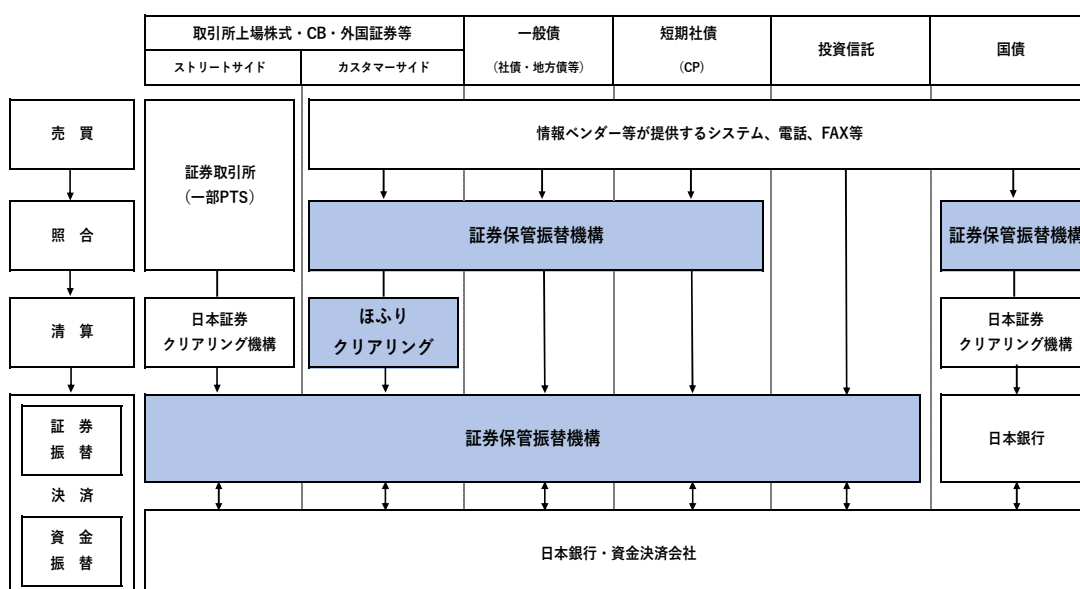 取引所上場株式・CB・外国証券等
一般債
（社債・地方債等）
短期社債
（CP）
投資信託
国債
ストリートサイド
カスタマーサイド
売　買
証券取引所
（一部PTS）
情報ベンダー等が提供するシステム、電話、FAX等
照　合
証券保管振替機構
証券保管振替機構
清　算
日本証券
クリアリング機構
ほふり
クリアリング
日本証券
クリアリング機構
証　券
振　替
証券保管振替機構
日本銀行
決　済
資　金
振　替
日本銀行・資金決済会社